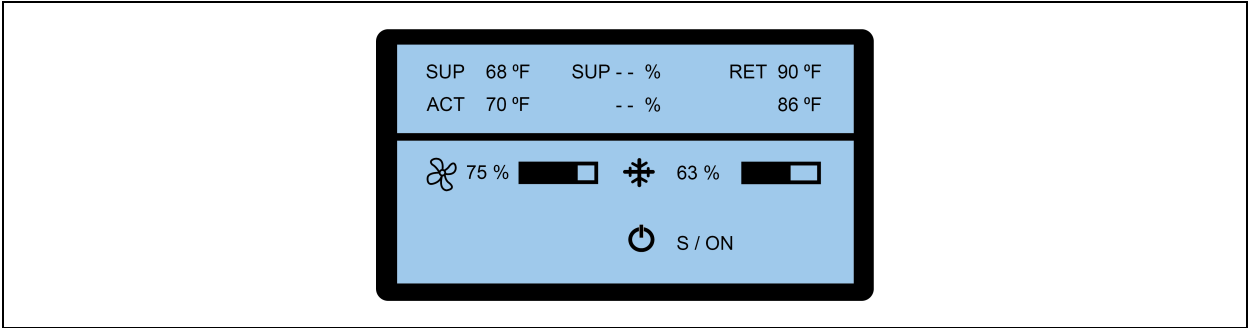 SUP 68 ºF SUP - - % RET 90 ºF
ACT 70 ºF - - % 86 ºF
75 % 63 %
S / ON